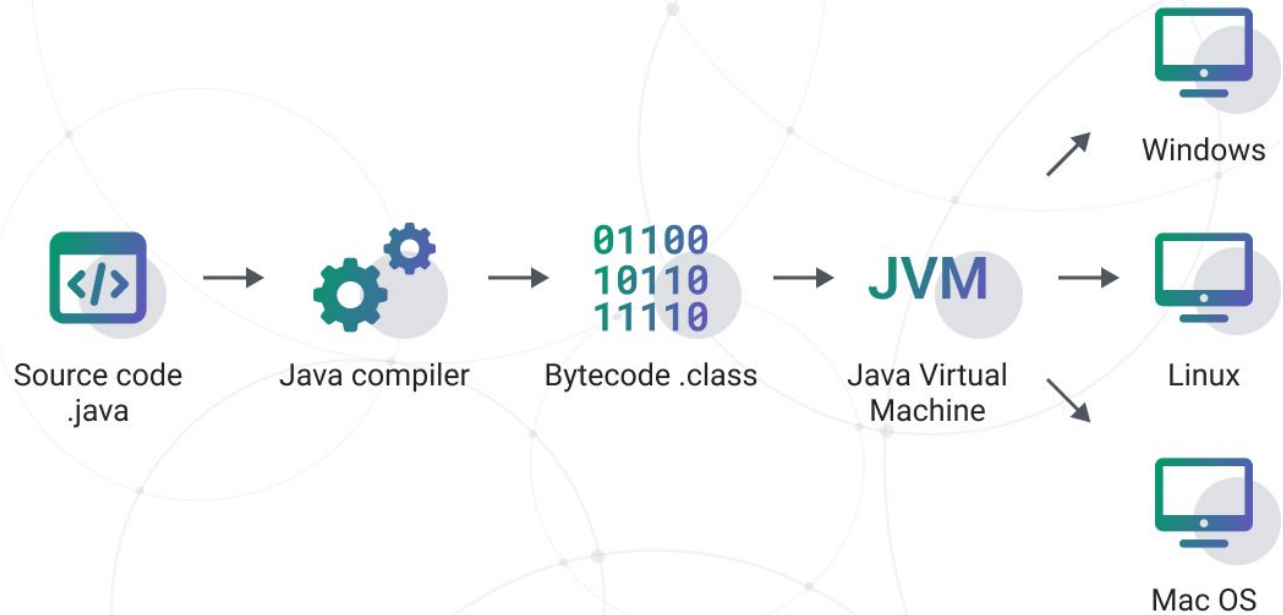 </>
Source code
.java
Java compiler
01100
10110
11110
Bytecode .class
JVM
Java Virtual
Machine
Windows
Linux
Mac OS